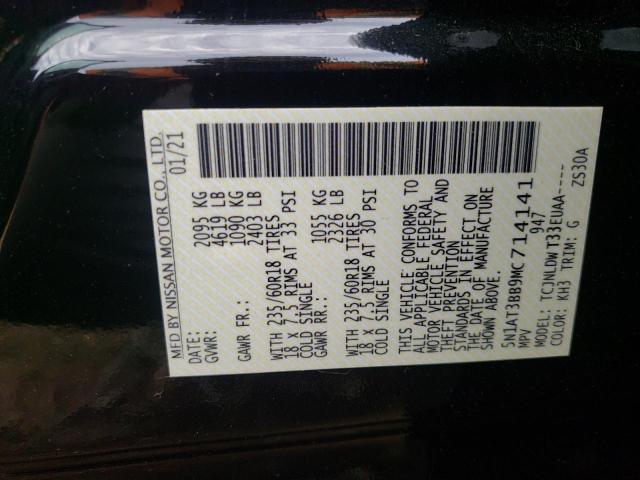 MFD BY NISSAN MOTOR CO., LTD.
DATE: 01/21
GVWR: 2095 KG
4619 LB
GAWR FR.: 1090 KG
2403 LB
WITH 235/60R18 TIRES
18 X 7.5 RIMS AT 33 PSI
COLD SINGLE
GAWR RR.: 1055 KG
2326 LB
WITH 235/60R18 TIRES
18 X 7.5 RIMS AT 30 PSI
COLD SINGLE
THIS VEHICLE CONFORMS TO
ALL APPLICABLE FEDERAL
MOTOR VEHICLE SAFETY AND
THEFT PREVENTION
STANDARDS IN EFFECT ON
THE DATE OF MANUFACTURE
SHOWN ABOVE.
5N1AT3BB9MC714141
MPV 947
MODEL: TCJNLDWT33EUAA-----
COLOR: KH3 TRIM: G ZS30A